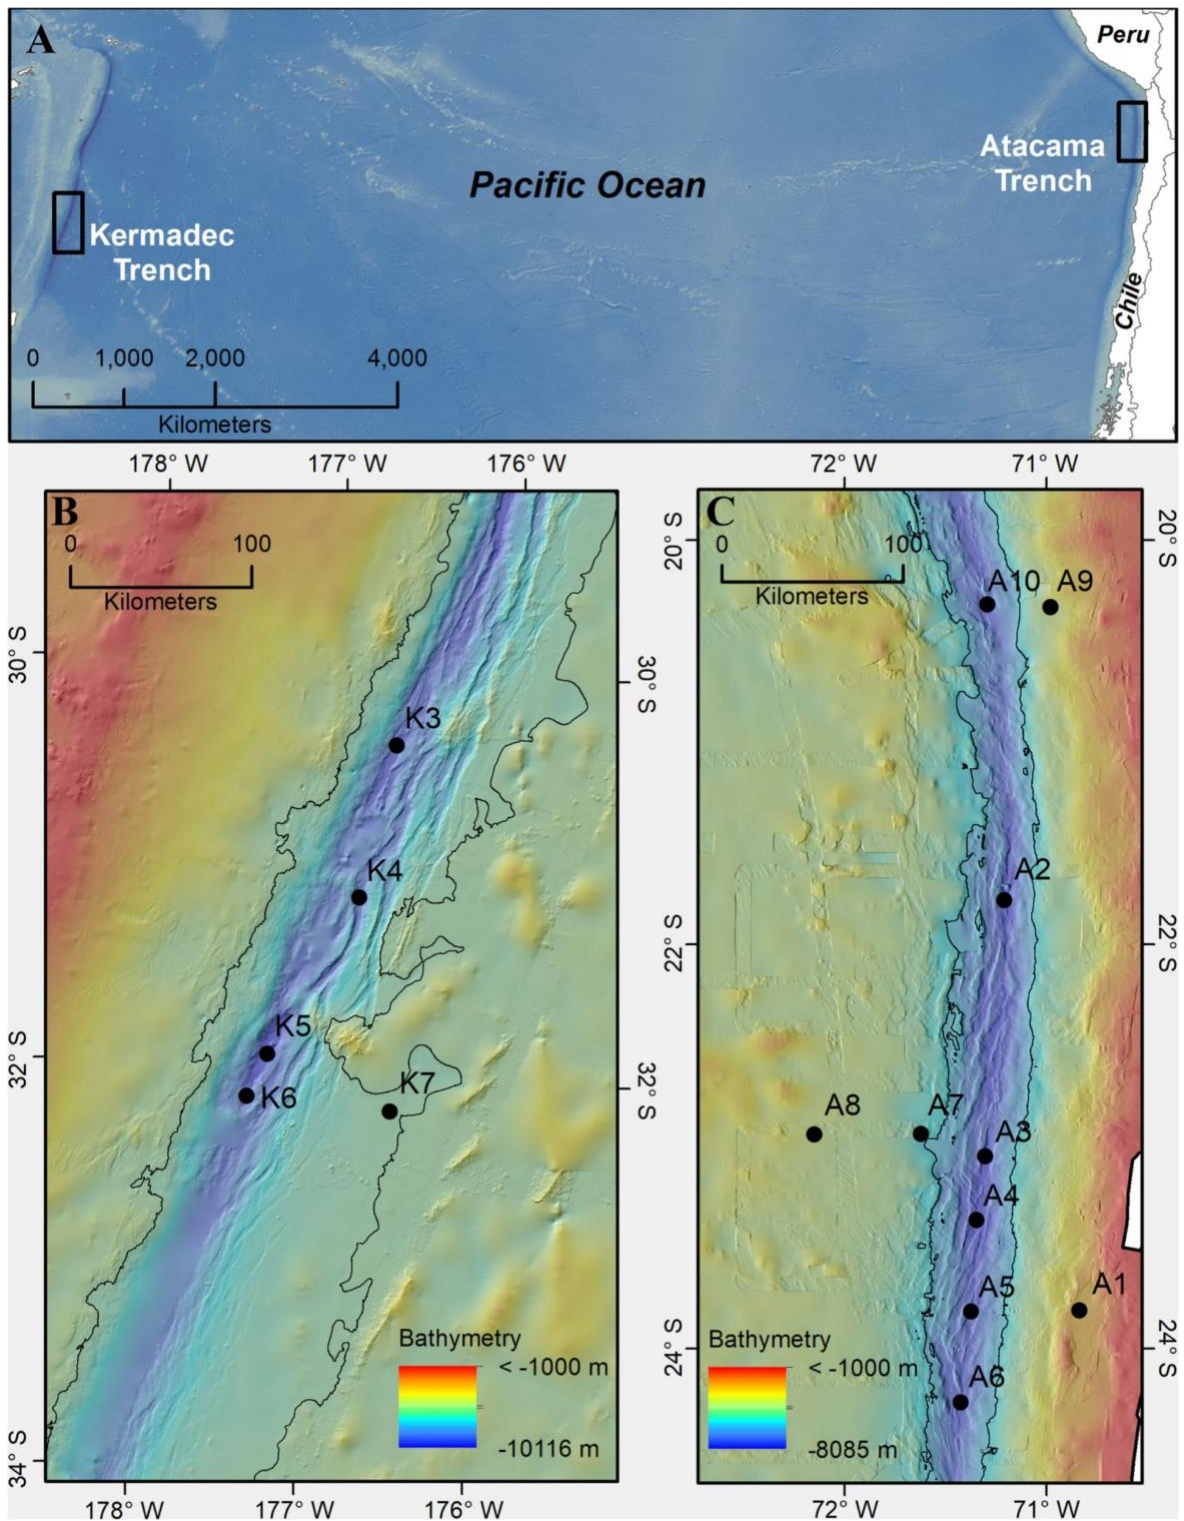 A
Peru
Atacama
Trench
Pacific Ocean
Kermadec
Trench
Chile
0 1,000 2,000 4,000
Kilometers
178° W 177° W 176° W
72° W 71° W
B
0 100
Kilometers
30° S
30° S
K3
K4
K5
K6
K7
32° S
32° S
Bathymetry
< -1000 m
-10116 m
34° S
178° W 177° W 176° W
C
0 100
Kilometers
20° S
20° S
A10 A9
A2
22° S
22° S
A8 A7
A3
A4
A5 A1
24° S
24° S
A6
Bathymetry
< -1000 m
-8085 m
72° W 71° W